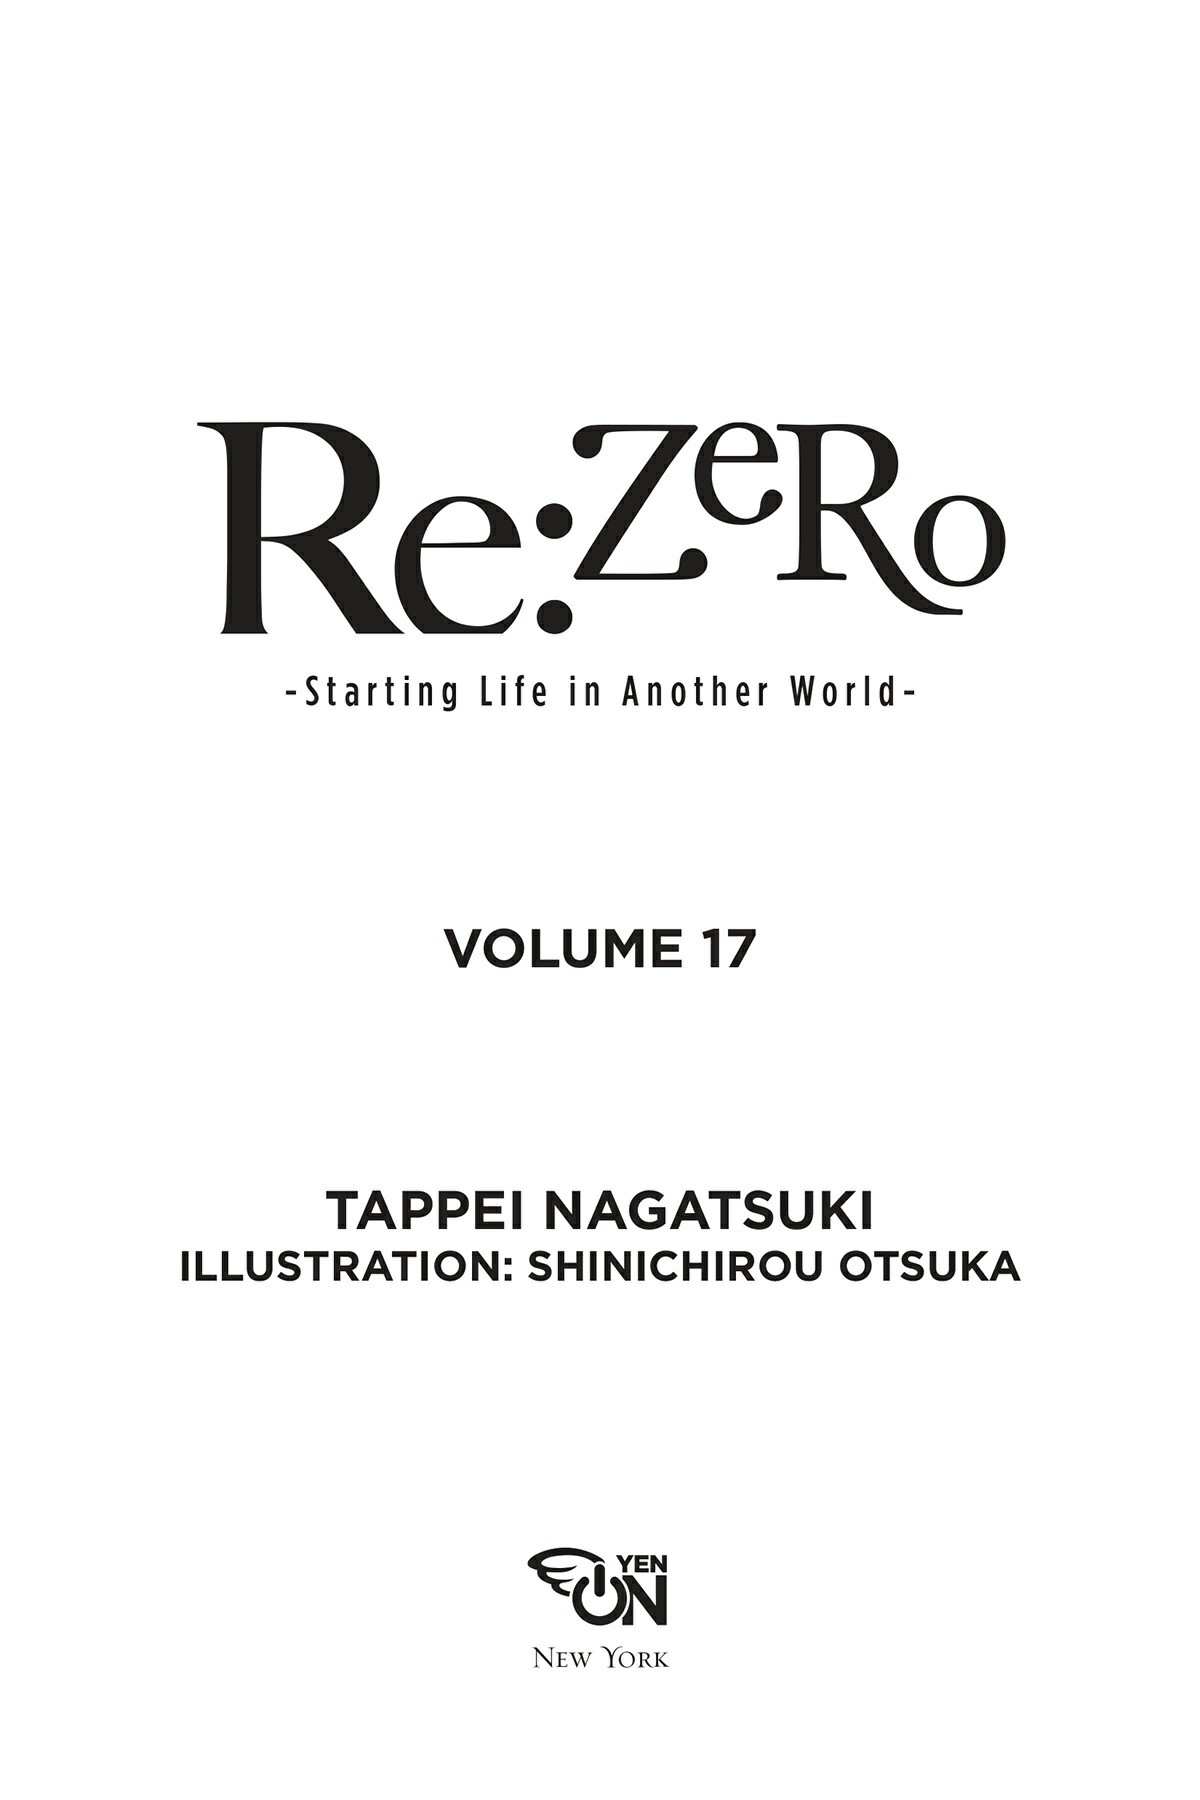 Re:ZeRo
-Starting Life in Another World-
VOLUME 17
TAPPEI NAGATSUKI
ILLUSTRATION: SHINICHIROU OTSUKA
YEN
ON
NEW YORK